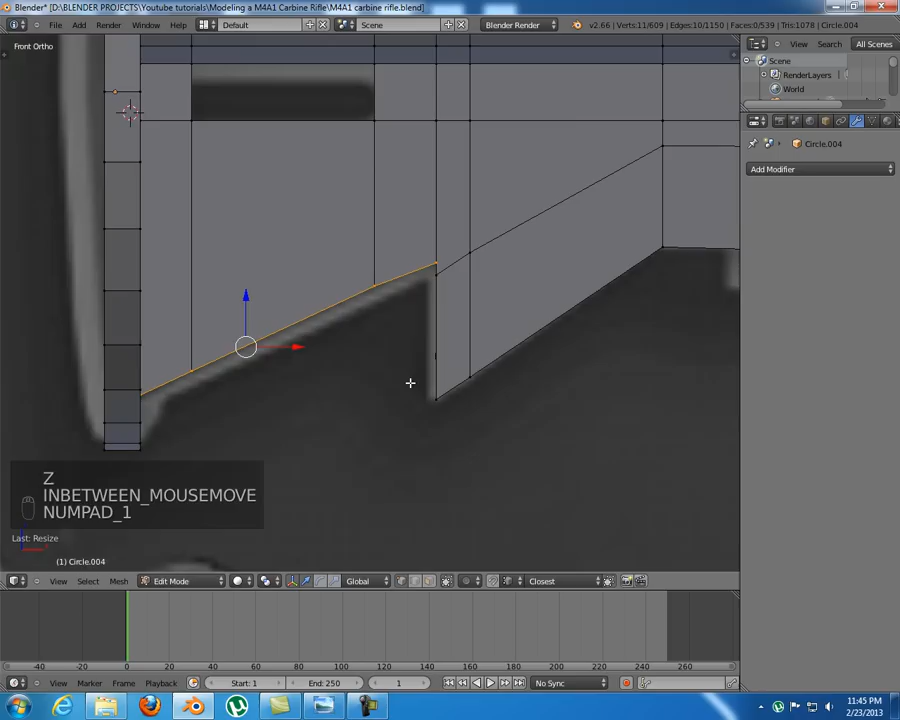 Blender* [D:\BLENDER PROJECTS\Youtube tutorials\Modeling a M4A1 Carbine Rifle\M4A1 carbine rifle.blend]
File Add Render Window Help Default Scene Blender Render v2.66 | Verts:11/609 | Edges:10/1150 | Faces:0/539 | Circle.004
Front Ortho
View Search All Scenes
Scene
RenderLayers
World
Circle.004
Add Modifier
Z
INBETWEEN_MOUSEMOVE
NUMPAD_1
Last: Resize
(1) Circle.004
View Select Mesh Edit Mode Global Closest
-40 -20 0 20 40 60 80 100 120 140 160 180 200 220 240 260
View Marker Frame Playback Start: 1 End: 250 1 No Sync
11:45 PM
2/23/2013